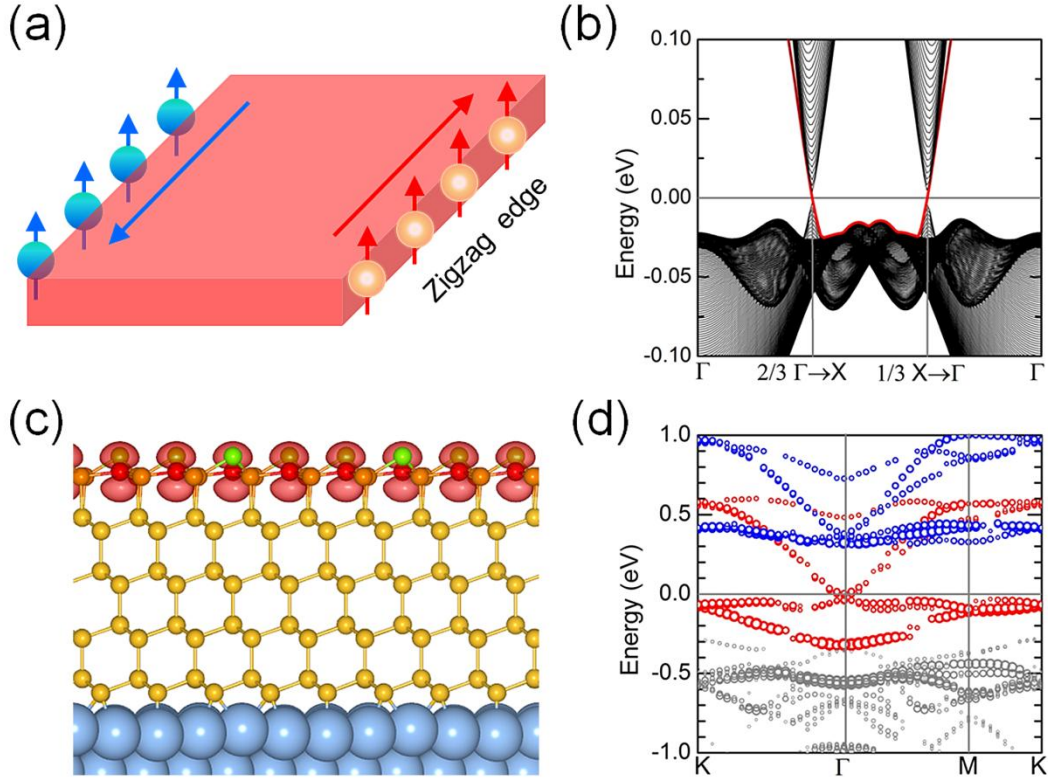 (a)
Zigzag edge
(b)
Energy (eV)
0.10
0.05
0.00
-0.05
-0.10
Γ
2/3 Γ→X
1/3 X→Γ
Γ
(c)
(d)
Energy (eV)
1.0
0.5
0.0
-0.5
-1.0
K
Γ
M
K